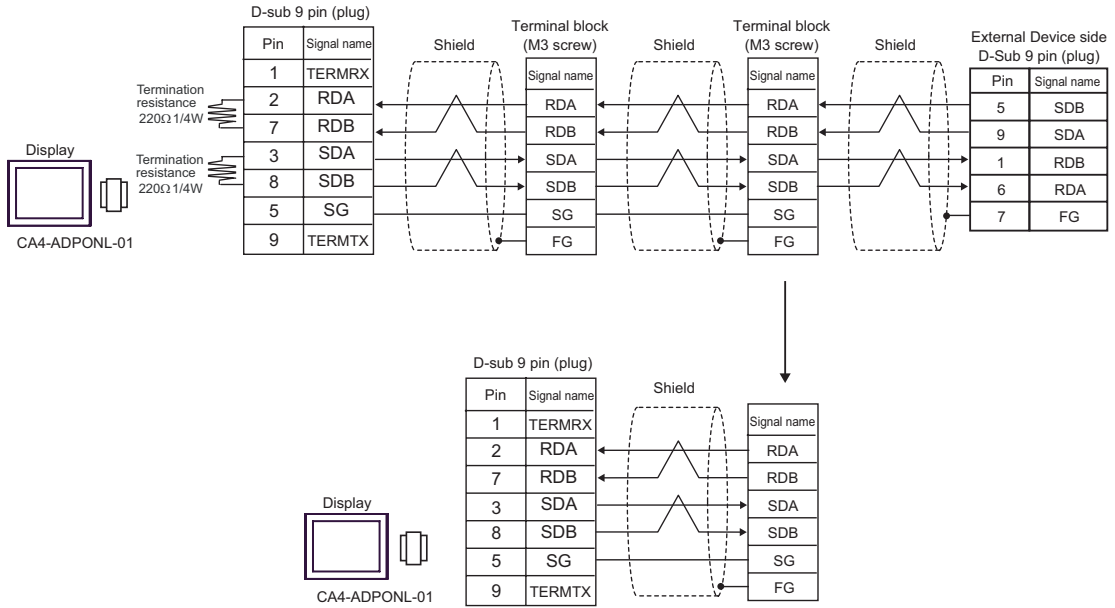 D-sub 9 pin (plug)
Pin Signal name
1 TERMRX
2 RDA
7 RDB
3 SDA
8 SDB
5 SG
9 TERMTX
Termination
resistance
220Ω 1/4W
Termination
resistance
220Ω 1/4W
Display
CA4-ADPONL-01
Shield
Terminal block
(M3 screw)
Signal name
RDA
RDB
SDA
SDB
SG
FG
Shield
Terminal block
(M3 screw)
Signal name
RDA
RDB
SDA
SDB
SG
FG
Shield
External Device side
D-Sub 9 pin (plug)
Pin Signal name
5 SDB
9 SDA
1 RDB
6 RDA
7 FG
D-sub 9 pin (plug)
Pin Signal name
1 TERMRX
2 RDA
7 RDB
3 SDA
8 SDB
5 SG
9 TERMTX
Display
CA4-ADPONL-01
Shield
Signal name
RDA
RDB
SDA
SDB
SG
FG